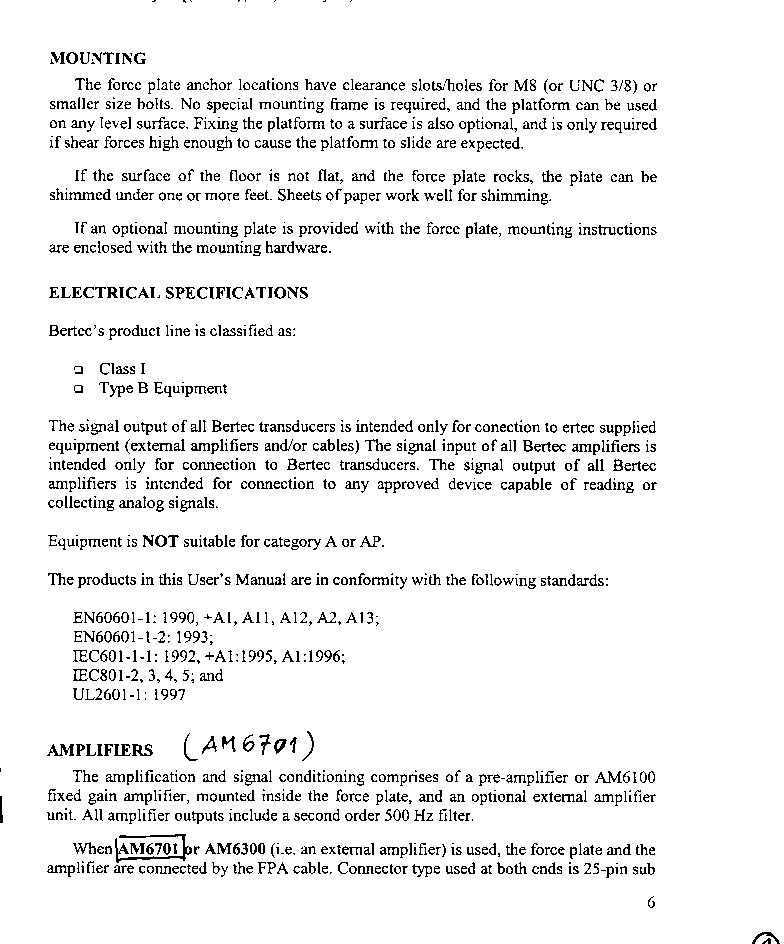 MOUNTING
The force plate anchor locations have clearance slots/holes for M8 (or UNC 3/8) or
smaller size bolts. No special mounting frame is required, and the platform can be used
on any level surface. Fixing the platform to a surface is also optional, and is only required
if shear forces high enough to cause the platform to slide are expected.
If the surface of the floor is not flat, and the force plate rocks, the plate can be
shimmed under one or more feet. Sheets of paper work well for shimming.
If an optional mounting plate is provided with the force plate, mounting instructions
are enclosed with the mounting hardware.
ELECTRICAL SPECIFICATIONS
Bertec's product line is classified as:
❑ Class I
❑ Type B Equipment
The signal output of all Bertec transducers is intended only for conection to ertec supplied
equipment (external amplifiers and/or cables) The signal input of all Bertec amplifiers is
intended only for connection to Bertec transducers. The signal output of all Bertec
amplifiers is intended for connection to any approved device capable of reading or
collecting analog signals.
Equipment is NOT suitable for category A or AP.
The products in this User's Manual are in conformity with the following standards:
EN60601-1: 1990, +A1, A11, A12, A2, A13;
EN60601-1-2: 1993;
IEC601-1-1: 1992, +A1:1995, A1:1996;
IEC801-2, 3, 4, 5; and
UL2601-1: 1997
AMPLIFIERS (AM6701)
The amplification and signal conditioning comprises of a pre-amplifier or AM6100
fixed gain amplifier, mounted inside the force plate, and an optional external amplifier
unit. All amplifier outputs include a second order 500 Hz filter.
When AM6701 or AM6300 (i.e. an external amplifier) is used, the force plate and the
amplifier are connected by the FPA cable. Connector type used at both ends is 25-pin sub
6